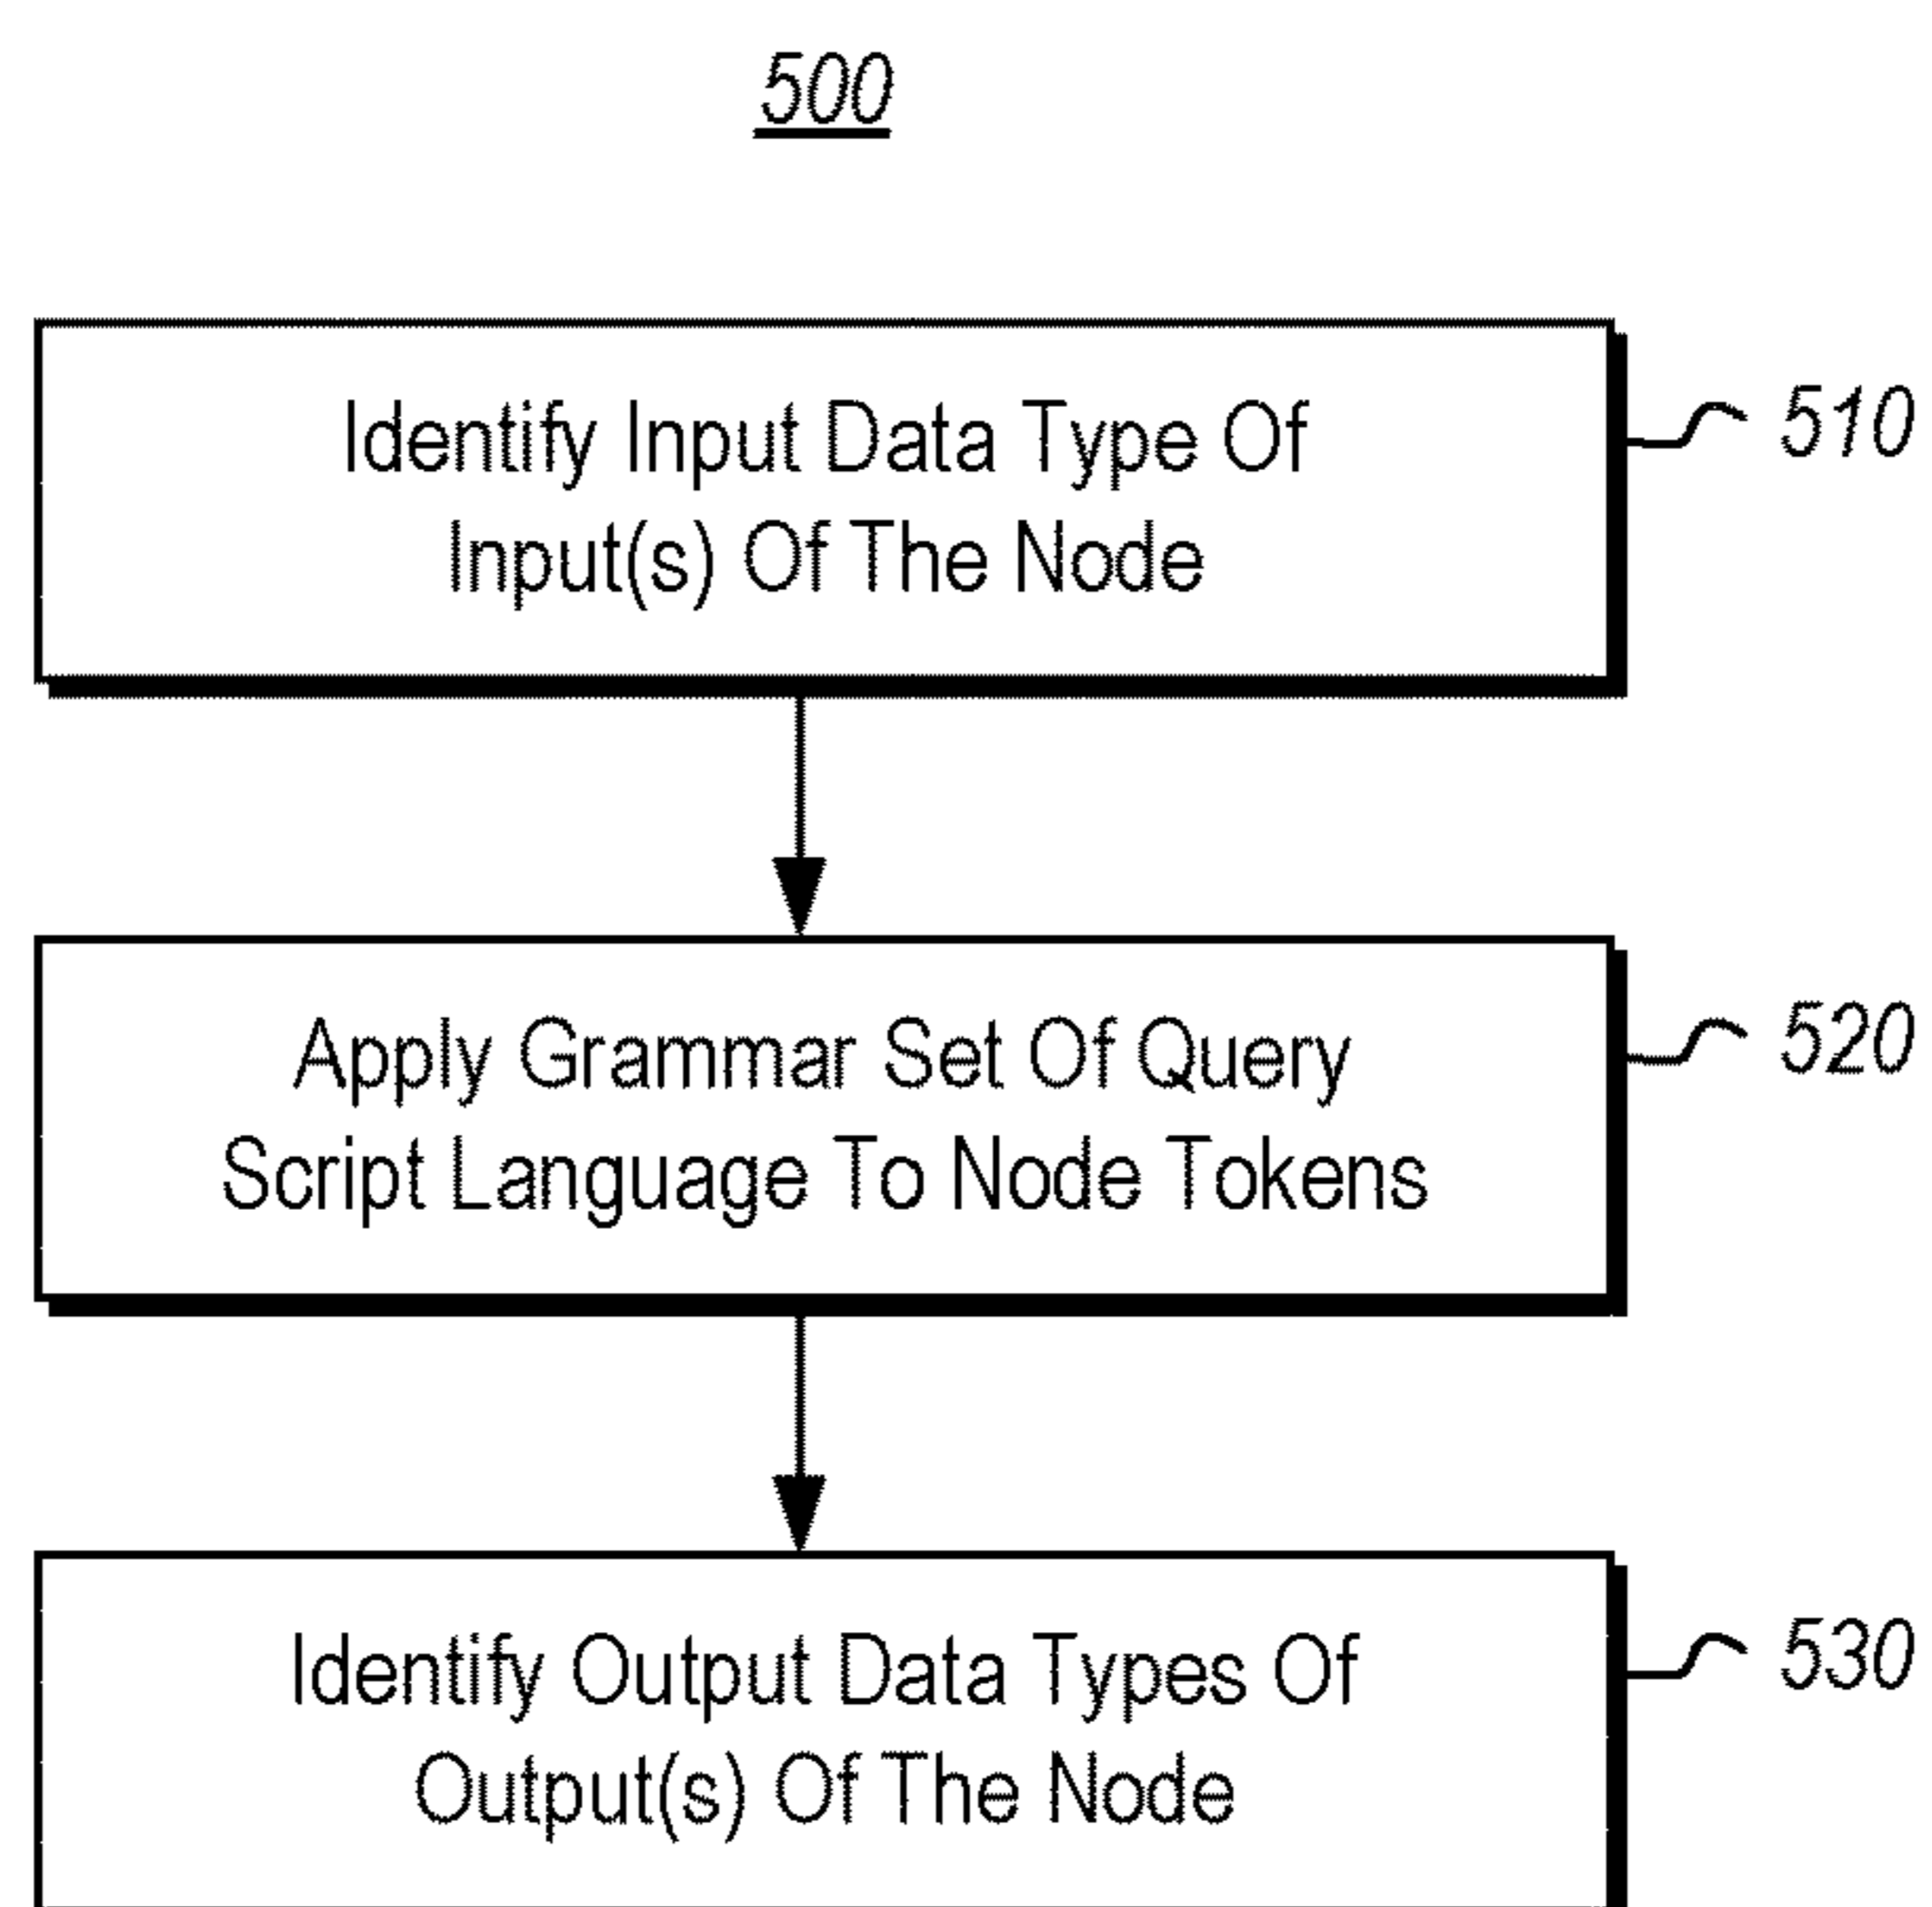 500
Identify Input Data Type Of
Input(s) Of The Node
510
Apply Grammar Set Of Query
Script Language To Node Tokens
520
Identify Output Data Types Of
Output(s) Of The Node
530